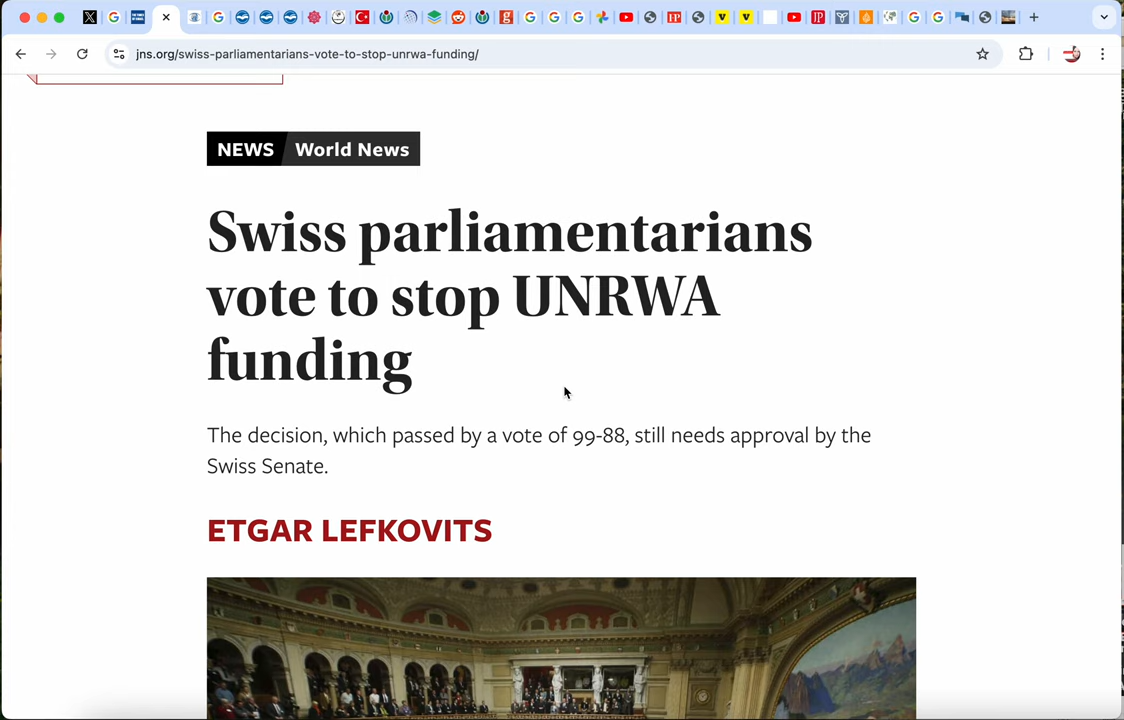 jns.org/swiss-parliamentarians-vote-to-stop-unrwa-funding/
NEWS World News
Swiss parliamentarians
vote to stop UNRWA
funding
The decision, which passed by a vote of 99-88, still needs approval by the
Swiss Senate.
ETGAR LEFKOVITS